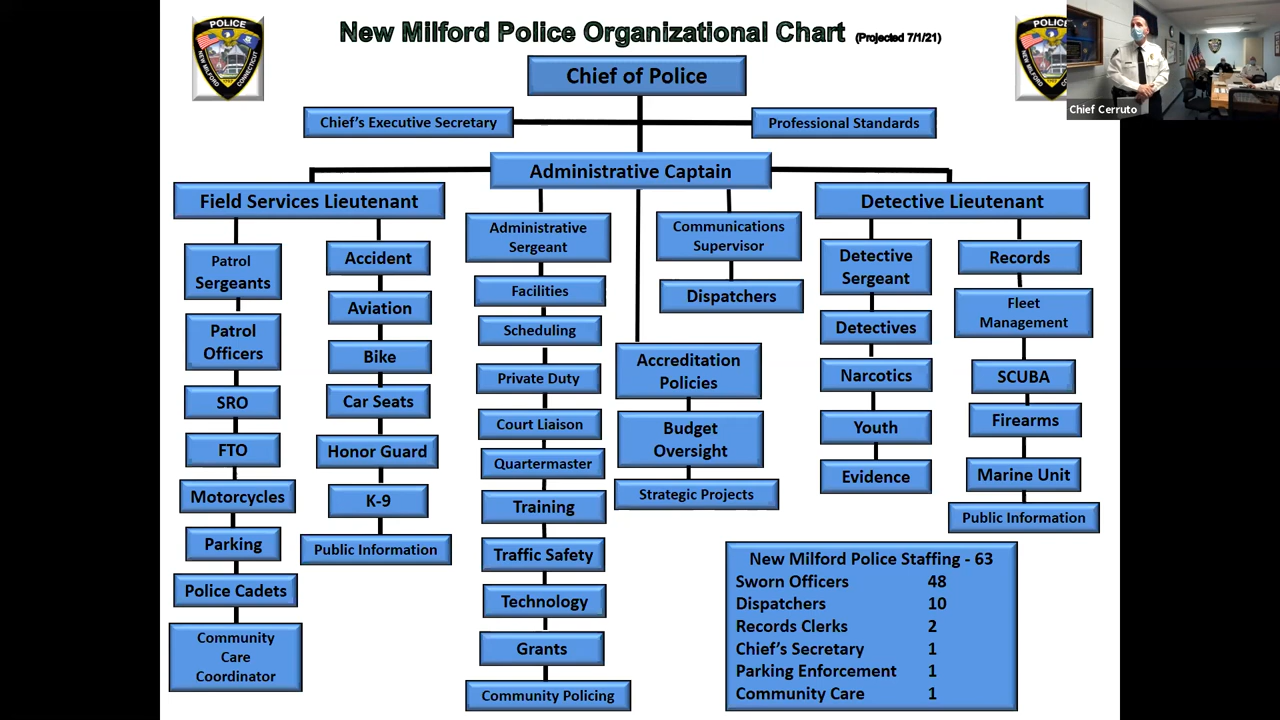 New Milford Police Organizational Chart (Projected 7/1/21)
POLICE
NEW MILFORD
CONNECTICUT
POLICE
NEW MILFORD
Chief Cerruto
Chief of Police
Chief's Executive Secretary
Professional Standards
Administrative Captain
Field Services Lieutenant
Patrol
Sergeants
Patrol
Officers
SRO
FTO
Motorcycles
Parking
Police Cadets
Community
Care
Coordinator
Accident
Aviation
Bike
Car Seats
Honor Guard
K-9
Public Information
Administrative
Sergeant
Facilities
Scheduling
Private Duty
Court Liaison
Quartermaster
Training
Traffic Safety
Technology
Grants
Community Policing
Accreditation
Policies
Budget
Oversight
Strategic Projects
Communications
Supervisor
Dispatchers
Detective Lieutenant
Detective
Sergeant
Detectives
Narcotics
Youth
Evidence
Records
Fleet
Management
SCUBA
Firearms
Marine Unit
Public Information
New Milford Police Staffing - 63
Sworn Officers 48
Dispatchers 10
Records Clerks 2
Chief's Secretary 1
Parking Enforcement 1
Community Care 1